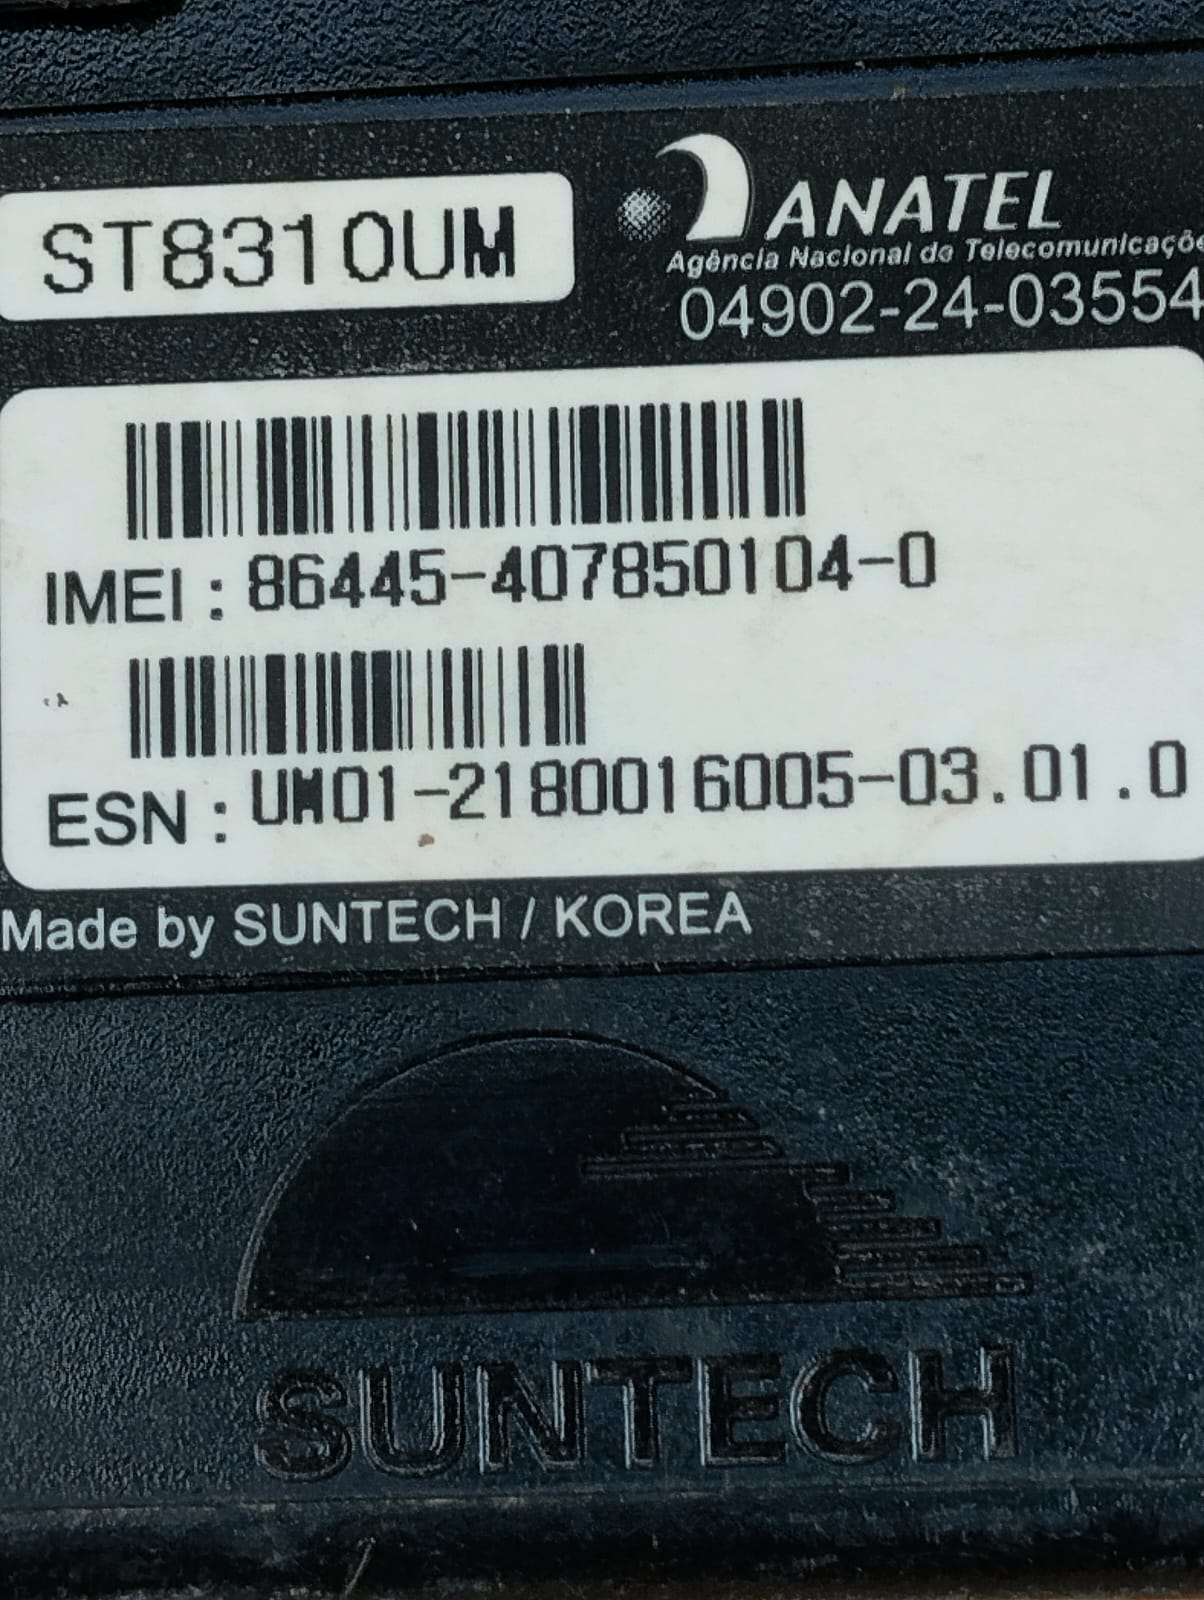 ST8310UM
ANATEL
Agência Nacional de Telecomunicaçõe
04902-24-03554
IMEI : 86445-407850104-0
ESN : UM01-2180016005-03.01.0
Made by SUNTECH / KOREA
SUNTECH